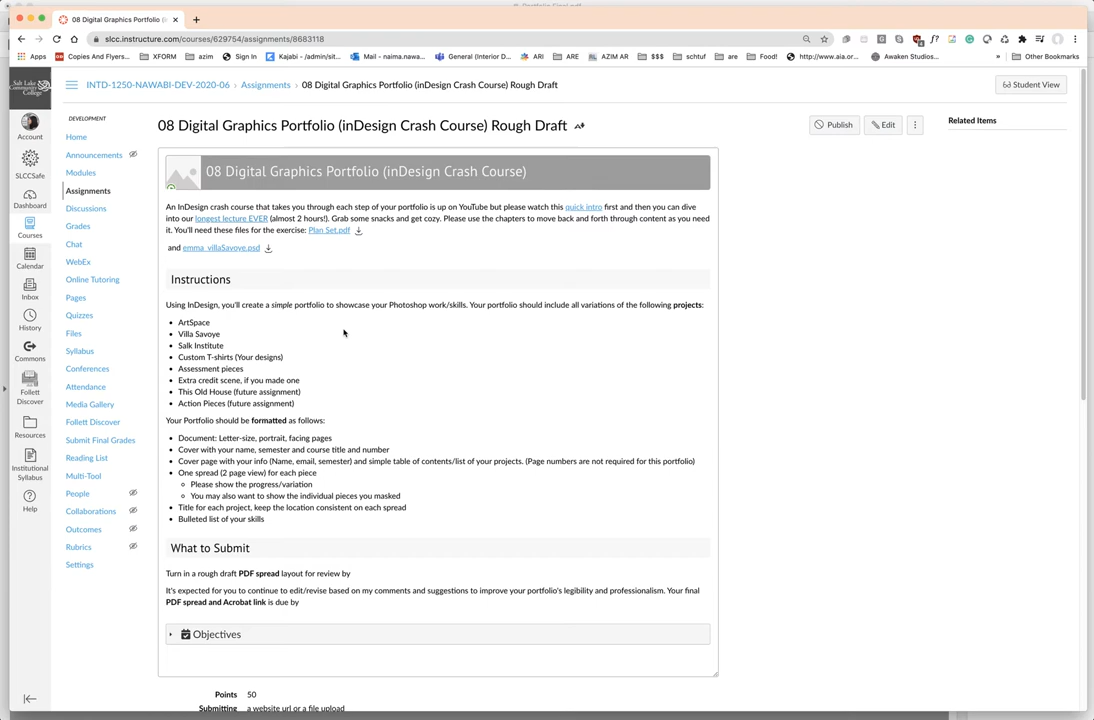 08 Digital Graphics Portfolio (i
slcc.instructure.com/courses/629754/assignments/8683118
Apps Copies And Flyers... XFORM azim Sign In Kajabi - /admin/sit... Mail - naima.nawa... General (Interior D... ARI ARE AZIM AR $$$ schtuf are Food! http://www.aia.or... Awaken Studios... » Other Bookmarks
Salt Lake Community College
INTD-1250-NAWABI-DEV-2020-06 › Assignments › 08 Digital Graphics Portfolio (inDesign Crash Course) Rough Draft
Student View
Account
SLCCSafe
Dashboard
Courses
Calendar
Inbox
History
Commons
Follett Discover
Resources
Institutional Syllabus
Help
DEVELOPMENT
Home
Announcements
Modules
Assignments
Discussions
Grades
Chat
WebEx
Online Tutoring
Pages
Quizzes
Files
Syllabus
Conferences
Attendance
Media Gallery
Follett Discover
Submit Final Grades
Reading List
Multi-Tool
People
Collaborations
Outcomes
Rubrics
Settings
08 Digital Graphics Portfolio (inDesign Crash Course) Rough Draft
Publish
Edit
Related Items
08 Digital Graphics Portfolio (inDesign Crash Course)
An InDesign crash course that takes you through each step of your portfolio is up on YouTube but please watch this quick intro first and then you can dive
into our longest lecture EVER (almost 2 hours!). Grab some snacks and get cozy. Please use the chapters to move back and forth through content as you need
it. You'll need these files for the exercise: Plan Set.pdf
and emma_villaSavoye.psd
Instructions
Using InDesign, you'll create a simple portfolio to showcase your Photoshop work/skills. Your portfolio should include all variations of the following projects:
• ArtSpace
• Villa Savoye
• Salk Institute
• Custom T-shirts (Your designs)
• Assessment pieces
• Extra credit scene, if you made one
• This Old House (future assignment)
• Action Pieces (future assignment)
Your Portfolio should be formatted as follows:
• Document: Letter-size, portrait, facing pages
• Cover with your name, semester and course title and number
• Cover page with your info (Name, email, semester) and simple table of contents/list of your projects. (Page numbers are not required for this portfolio)
• One spread (2 page view) for each piece
◦ Please show the progress/variation
◦ You may also want to show the individual pieces you masked
• Title for each project, keep the location consistent on each spread
• Bulleted list of your skills
What to Submit
Turn in a rough draft PDF spread layout for review by
It's expected for you to continue to edit/revise based on my comments and suggestions to improve your portfolio's legibility and professionalism. Your final
PDF spread and Acrobat link is due by
Objectives
Points 50
Submitting a website url or a file upload